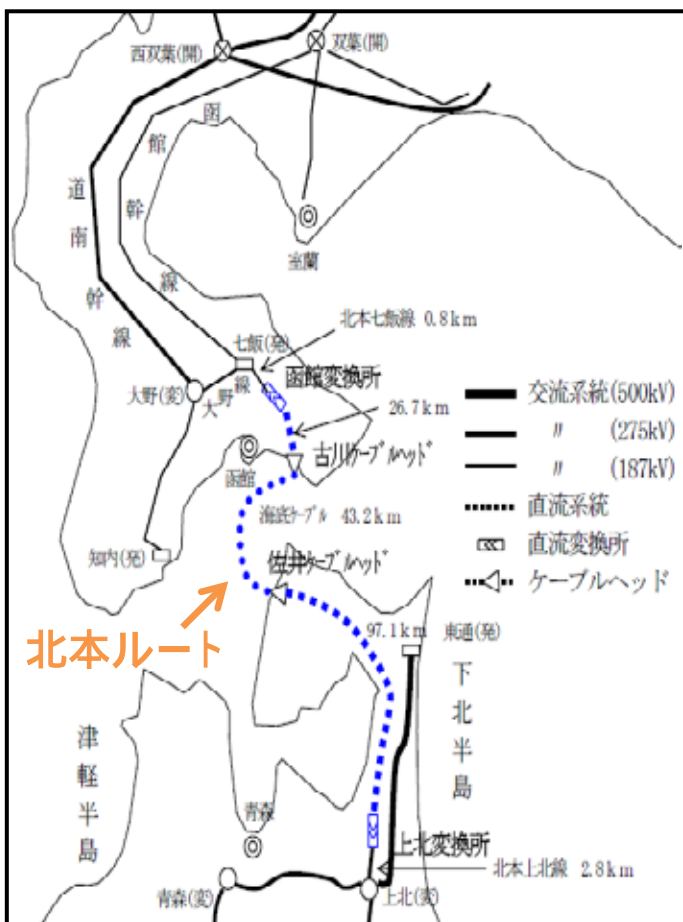 西双葉(開)
双葉(開)
函館幹線
道南幹線
室蘭
北本七飯線 0.8km
七飯(発)
函館変換所
大野(変)
大野線
26.7km
古川ケーブルヘッド
函館
海底ケーブル 43.2km
知内(発)
佐井ケーブルヘッド
北本ルート
97.1km
東通(発)
下北半島
津軽半島
青森
上北変換所
北本上北線 2.8km
青森(変)
上北(変)
交流系統(500kV)
〃 (275kV)
〃 (187kV)
直流系統
直流変換所
ケーブルヘッド